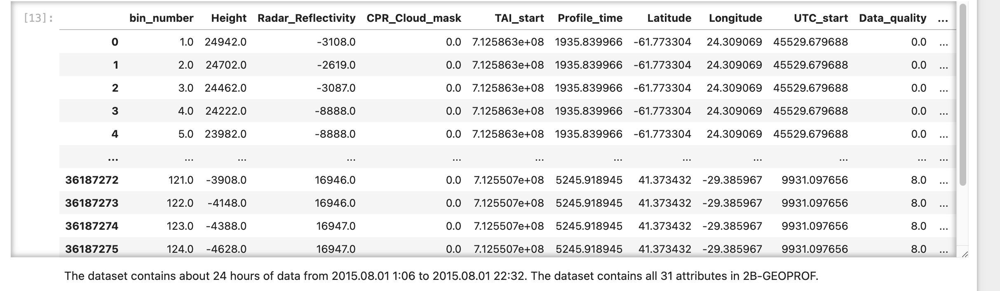 [13]: bin_number Height Radar_Reflectivity CPR_Cloud_mask TAI_start Profile_time Latitude Longitude UTC_start Data_quality ...
0 1.0 24942.0 -3108.0 0.0 7.125863e+08 1935.839966 -61.773304 24.309069 45529.679688 0.0 ...
1 2.0 24702.0 -2619.0 0.0 7.125863e+08 1935.839966 -61.773304 24.309069 45529.679688 0.0 ...
2 3.0 24462.0 -3087.0 0.0 7.125863e+08 1935.839966 -61.773304 24.309069 45529.679688 0.0 ...
3 4.0 24222.0 -8888.0 0.0 7.125863e+08 1935.839966 -61.773304 24.309069 45529.679688 0.0 ...
4 5.0 23982.0 -8888.0 0.0 7.125863e+08 1935.839966 -61.773304 24.309069 45529.679688 0.0 ...
... ... ... ... ... ... ... ... ... ... ... ...
36187272 121.0 -3908.0 16946.0 0.0 7.125507e+08 5245.918945 41.373432 -29.385967 9931.097656 8.0 ...
36187273 122.0 -4148.0 16946.0 0.0 7.125507e+08 5245.918945 41.373432 -29.385967 9931.097656 8.0 ...
36187274 123.0 -4388.0 16947.0 0.0 7.125507e+08 5245.918945 41.373432 -29.385967 9931.097656 8.0 ...
36187275 124.0 -4628.0 16947.0 0.0 7.125507e+08 5245.918945 41.373432 -29.385967 9931.097656 8.0 ...
The dataset contains about 24 hours of data from 2015.08.01 1:06 to 2015.08.01 22:32. The dataset contains all 31 attributes in 2B-GEOPROF.